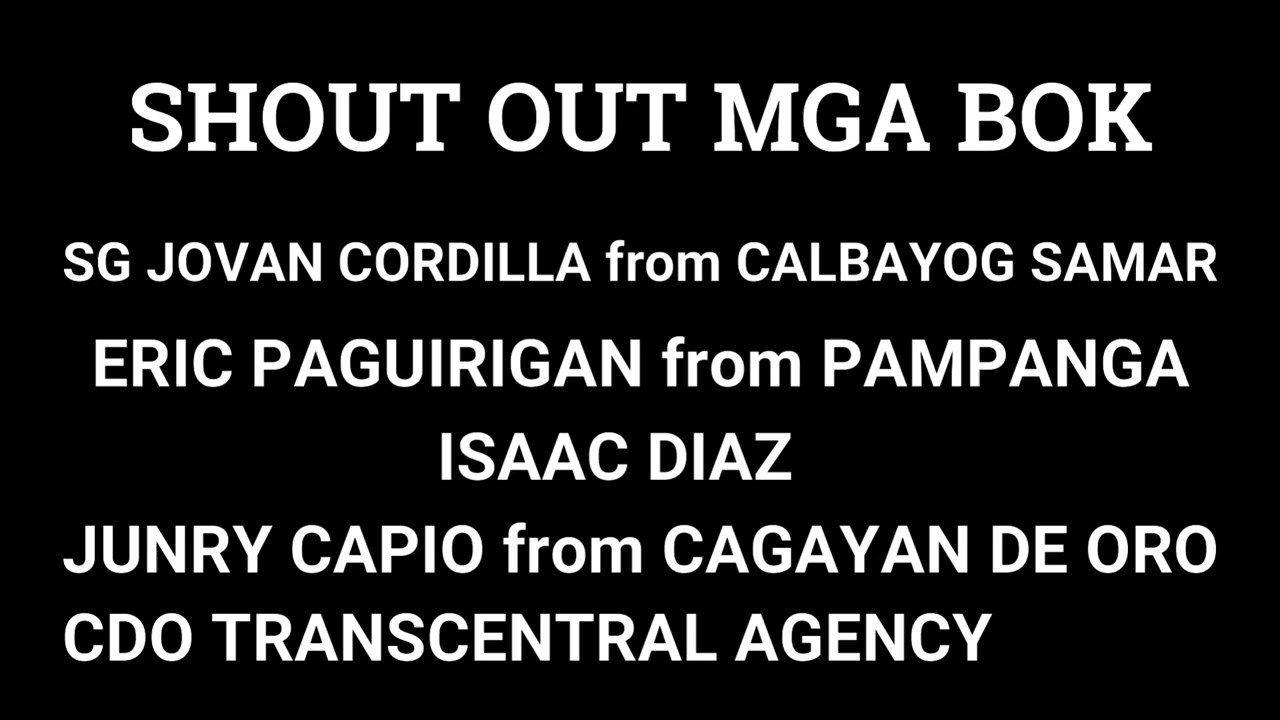 SHOUT OUT MGA BOK
SG JOVAN CORDILLA from CALBAYOG SAMAR
ERIC PAGUIRIGAN from PAMPANGA
ISAAC DIAZ
JUNRY CAPIO from CAGAYAN DE ORO
CDO TRANSCENTRAL AGENCY